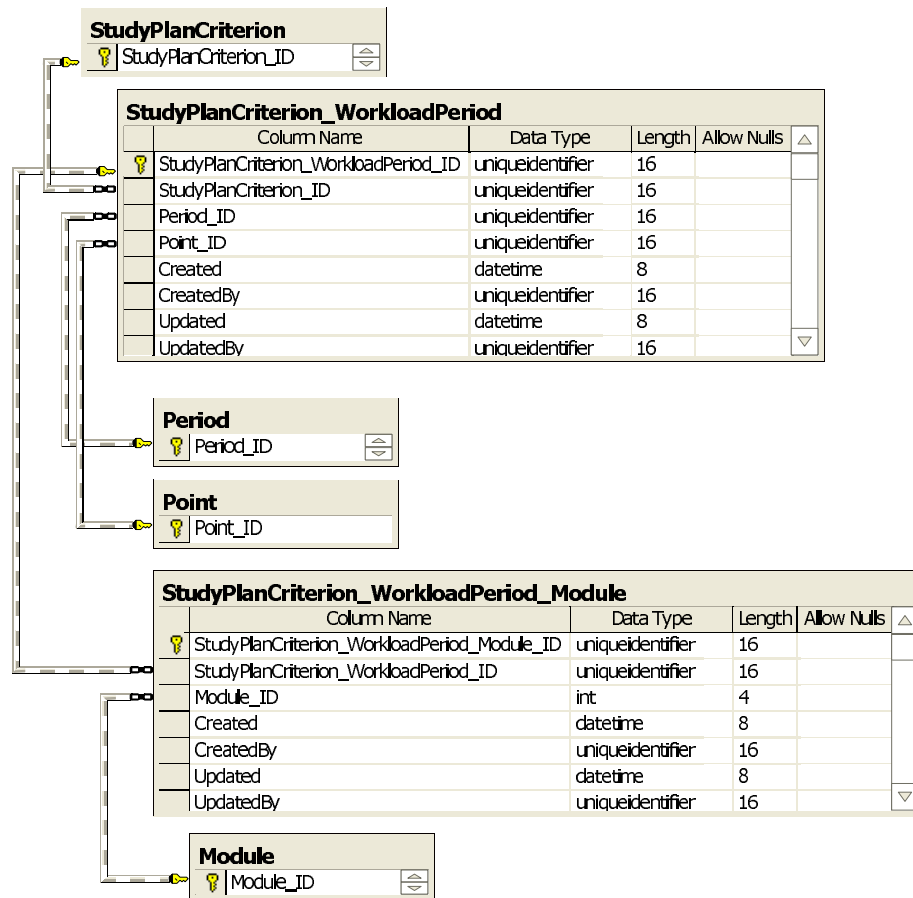 StudyPlanCriterion
StudyPlanCriterion_ID
StudyPlanCriterion_WorkloadPeriod
Column Name Data Type Length Allow Nulls
StudyPlanCriterion_WorkloadPeriod_ID uniqueidentifier 16
StudyPlanCriterion_ID uniqueidentifier 16
Period_ID uniqueidentifier 16
Point_ID uniqueidentifier 16
Created datetime 8
CreatedBy uniqueidentifier 16
Updated datetime 8
UpdatedBy uniqueidentifier 16
Period
Period_ID
Point
Point_ID
StudyPlanCriterion_WorkloadPeriod_Module
Column Name Data Type Length Allow Nulls
StudyPlanCriterion_WorkloadPeriod_Module_ID uniqueidentifier 16
StudyPlanCriterion_WorkloadPeriod_ID uniqueidentifier 16
Module_ID int 4
Created datetime 8
CreatedBy uniqueidentifier 16
Updated datetime 8
UpdatedBy uniqueidentifier 16
Module
Module_ID